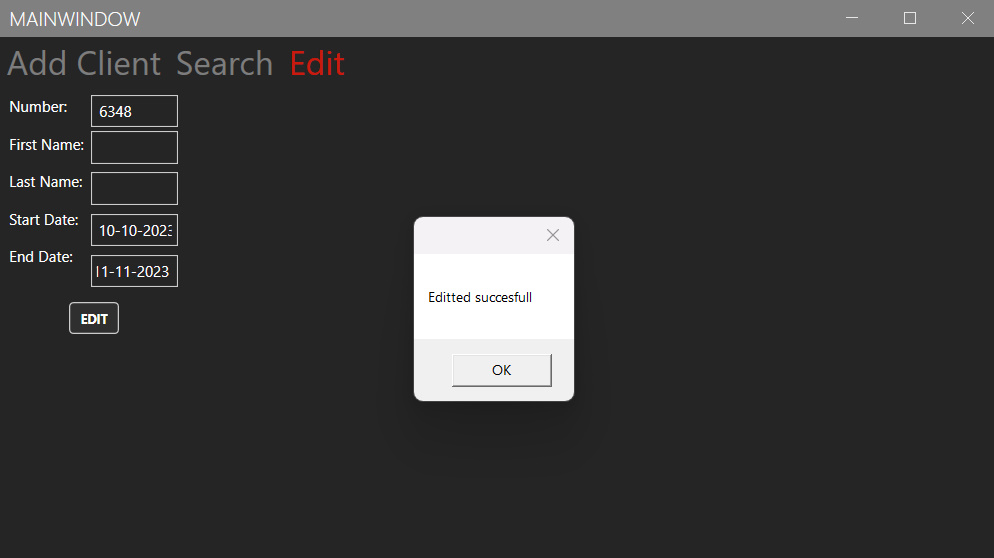 MAINWINDOW
Add Client Search Edit
Number: 6348
First Name:
Last Name:
Start Date: 10-10-2023
End Date: 11-11-2023
EDIT
Editted succesfull
OK